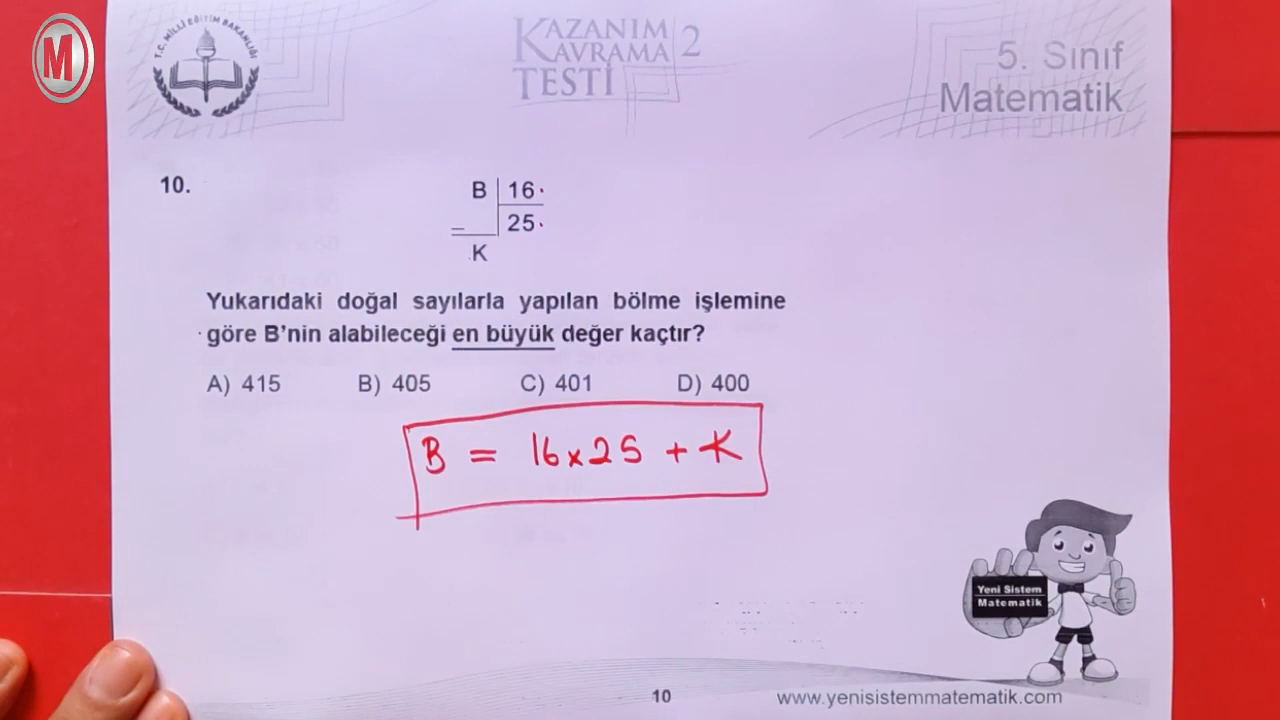 M
T.C. MİLLÎ EĞİTİM BAKANLIĞI
KAZANIM
KAVRAMA 2
TESTİ
5. Sınıf
Matematik
10.
B 16
25
K
Yukarıdaki doğal sayılarla yapılan bölme işlemine
göre B'nin alabileceği en büyük değer kaçtır?
A) 415 B) 405 C) 401 D) 400
B = 16x25 + K
Yeni Sistem
Matematik
10
www.yenisistemmatematik.com